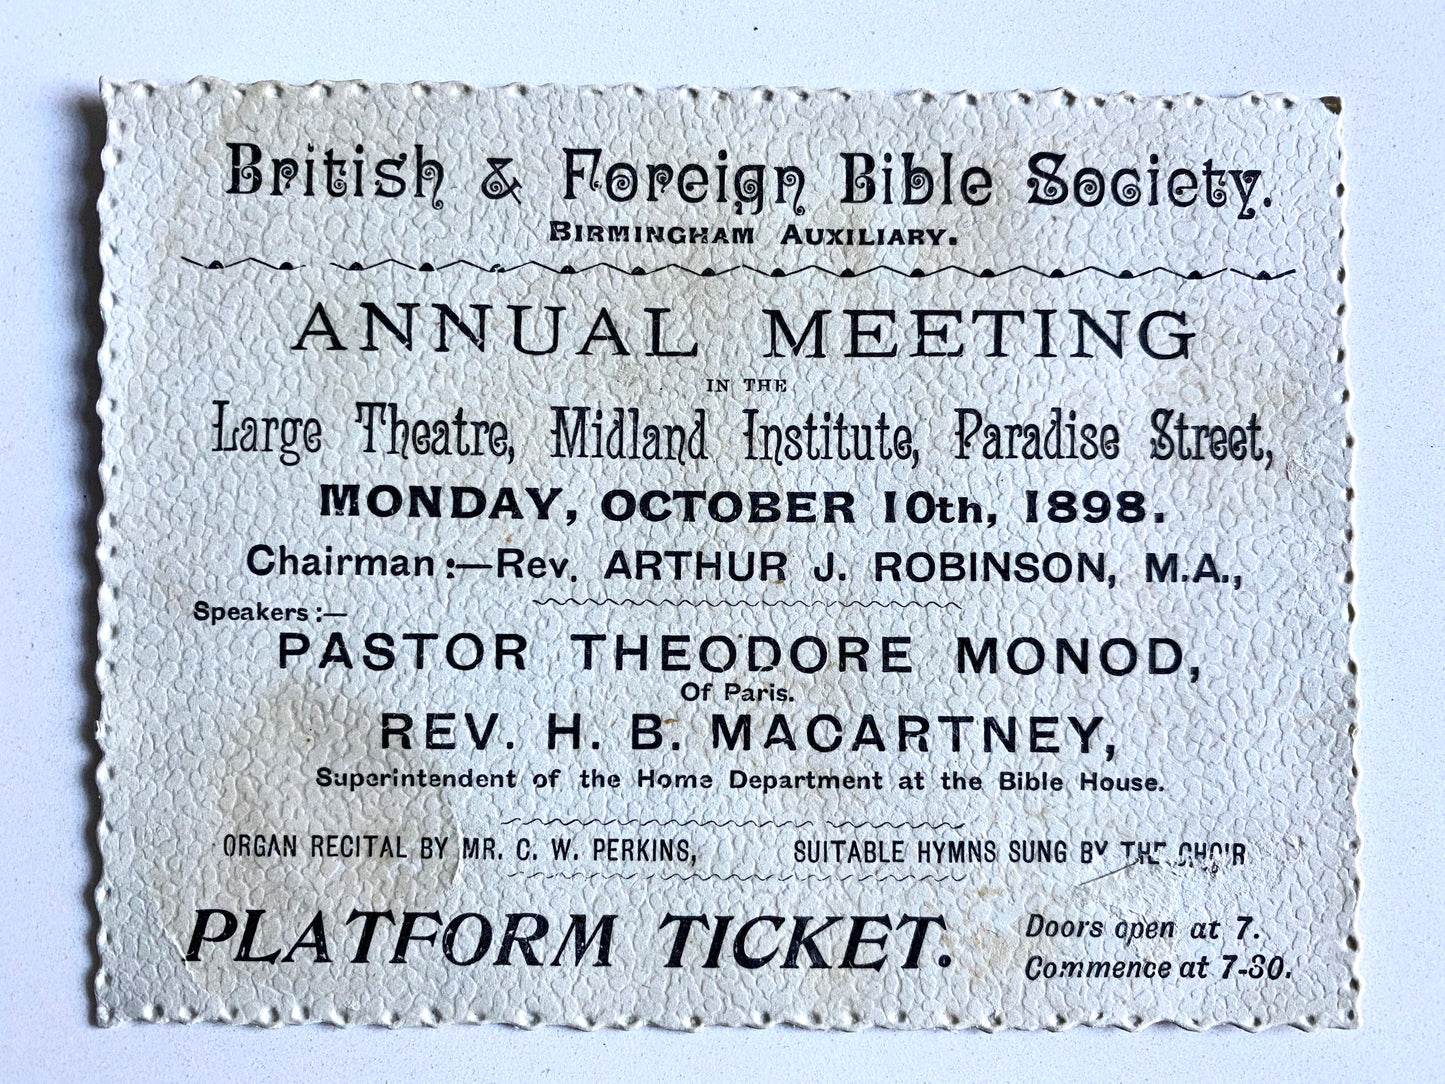 British & Foreign Bible Society.
BIRMINGHAM AUXILIARY.
ANNUAL MEETING
IN THE
Large Theatre, Midland Institute, Paradise Street,
MONDAY, OCTOBER 10th, 1898.
Chairman:—Rev. ARTHUR J. ROBINSON, M.A.,
Speakers:—
PASTOR THEODORE MONOD,
Of Paris.
REV. H. B. MACARTNEY,
Superintendent of the Home Department at the Bible House.
ORGAN RECITAL BY MR. C. W. PERKINS, SUITABLE HYMNS SUNG BY THE CHOIR
PLATFORM TICKET.
Doors open at 7.
Commence at 7-30.